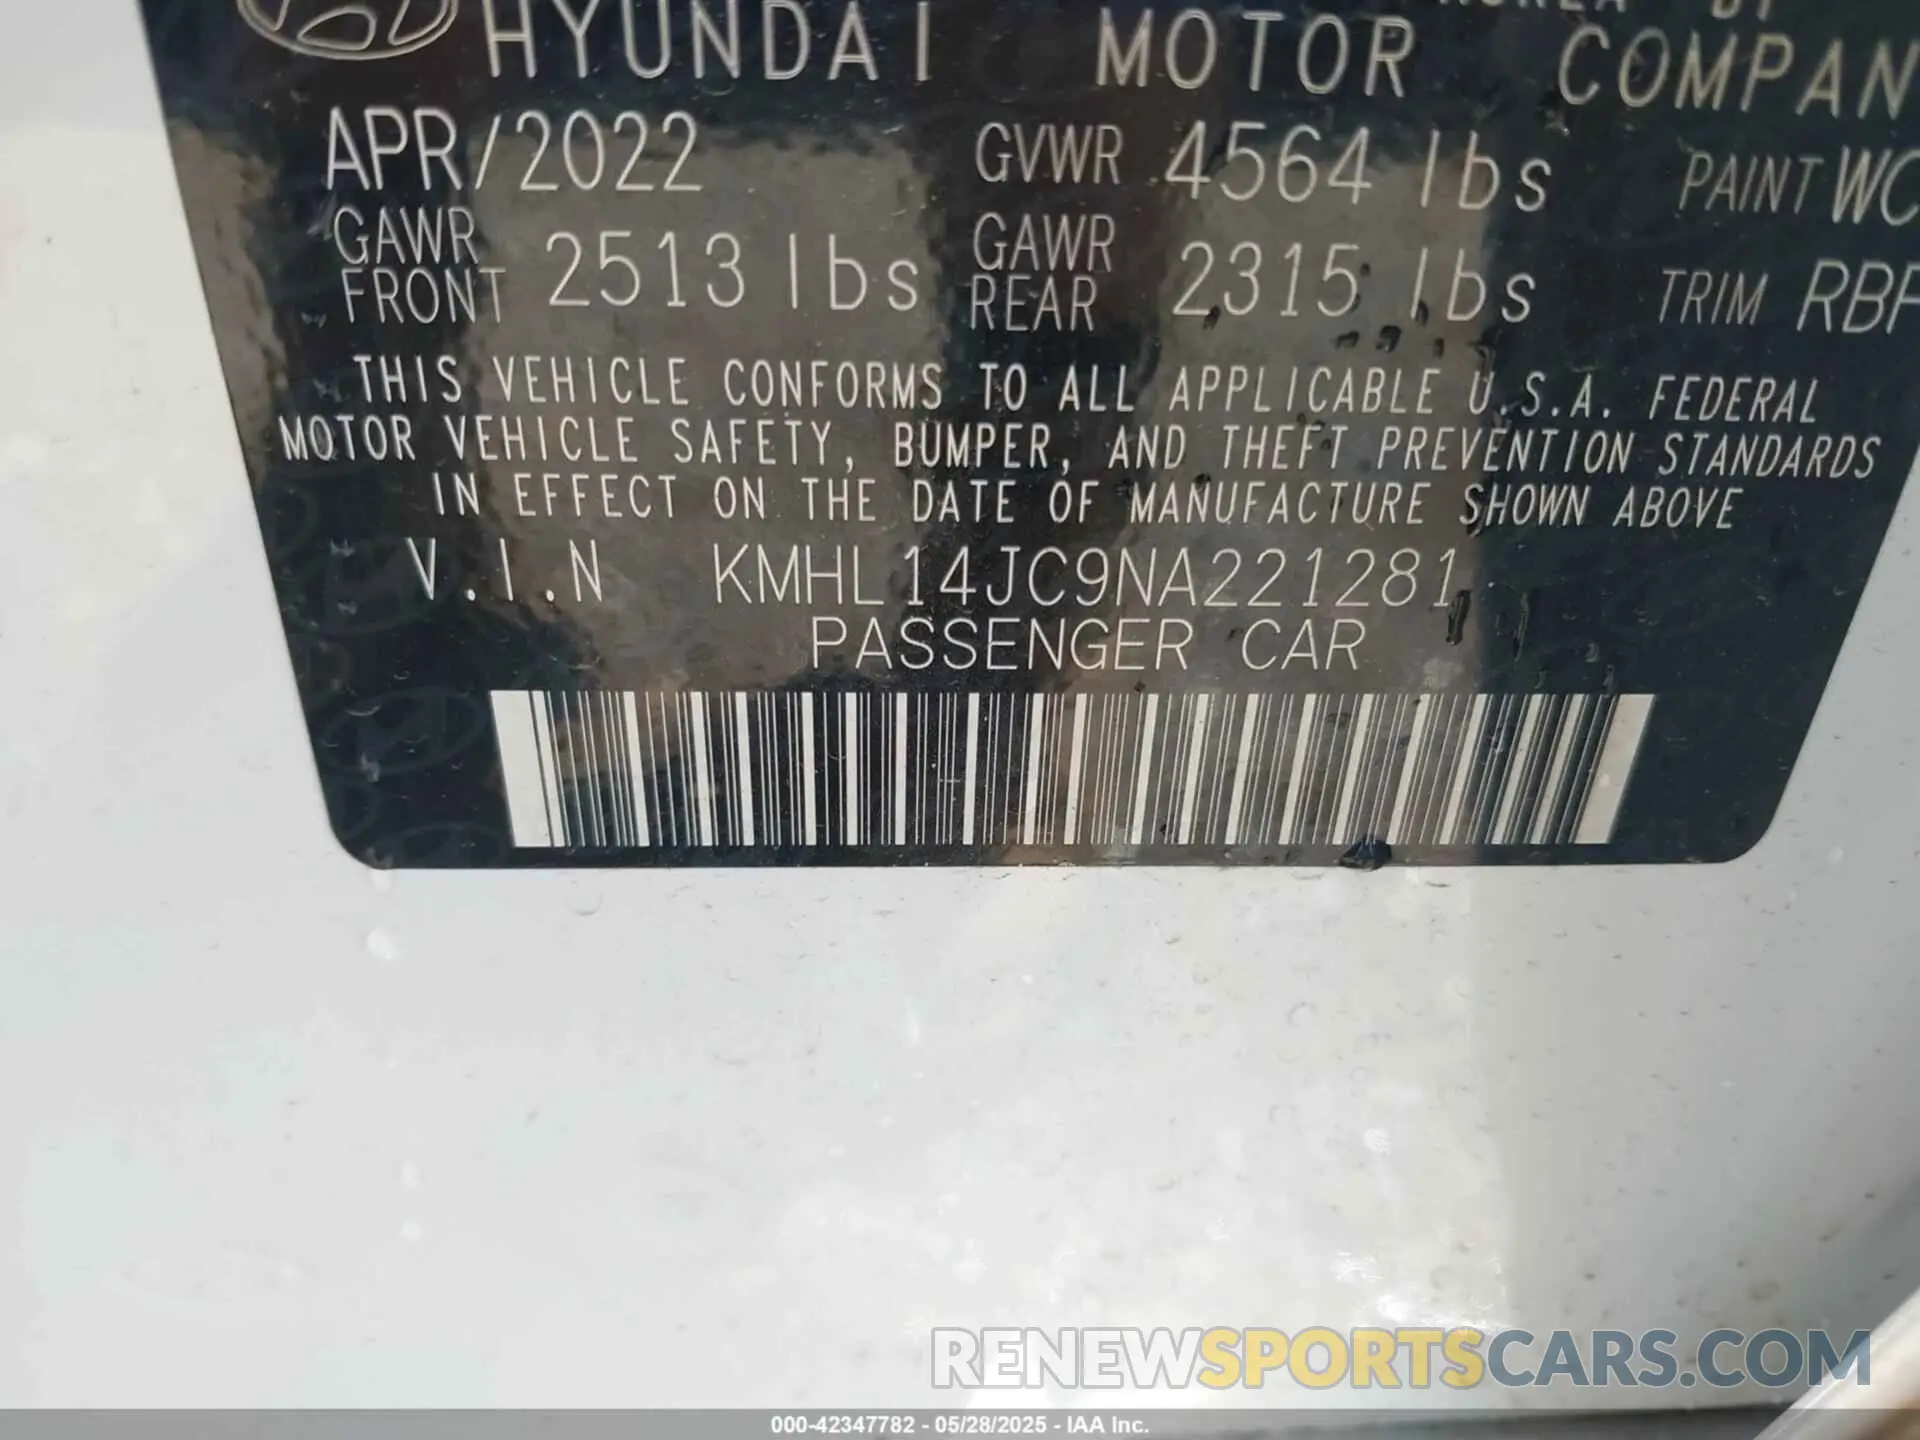 HYUNDAI MOTOR COMPAN
APR/2022 GVWR 4564 lbs PAINT WC
GAWR FRONT 2513 lbs GAWR REAR 2315 lbs TRIM RBF
THIS VEHICLE CONFORMS TO ALL APPLICABLE U.S.A. FEDERAL
MOTOR VEHICLE SAFETY, BUMPER, AND THEFT PREVENTION STANDARDS
IN EFFECT ON THE DATE OF MANUFACTURE SHOWN ABOVE
V.I.N KMHL14JC9NA221281
PASSENGER CAR
RENEWSPORTSCARS.COM
000-42347782 - 05/28/2025 - IAA Inc.